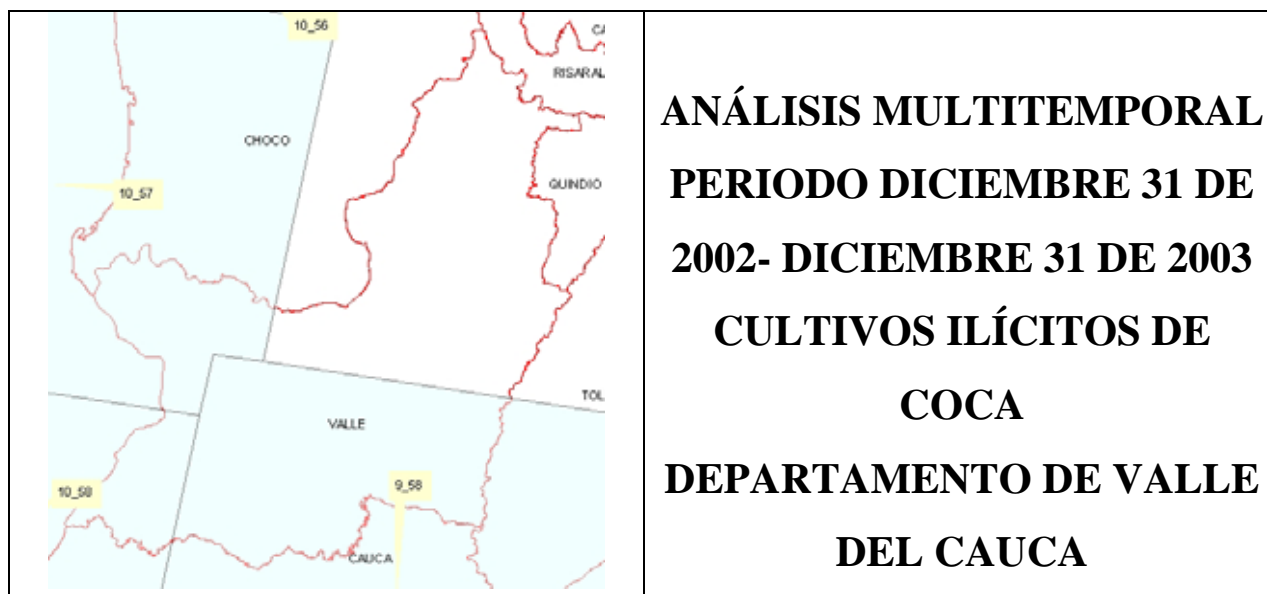 10_56
CA
RISARAL
CHOCO
10_57
QUINDIO
TOL
VALLE
10_58
9_58
CAUCA
ANÁLISIS MULTITEMPORAL
PERIODO DICIEMBRE 31 DE
2002- DICIEMBRE 31 DE 2003
CULTIVOS ILÍCITOS DE
COCA
DEPARTAMENTO DE VALLE
DEL CAUCA